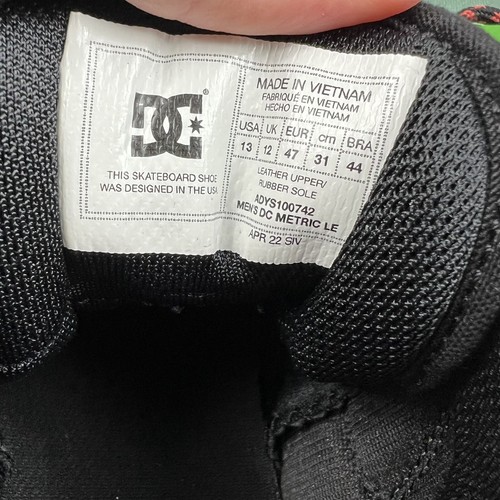 DC
THIS SKATEBOARD SHOE
WAS DESIGNED IN THE USA
MADE IN VIETNAM
FABRIQUÉ EN VIETNAM
HECHO EN VIETNAM
USA UK EUR cm BRA
13 12 47 31 44
LEATHER UPPER/
RUBBER SOLE
ADYS100742
MEN'S DC METRIC LE
APR 22 SIV